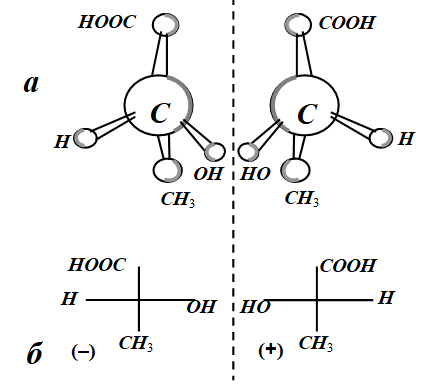 HOOC COOH
а C C
H OH HO H
CH₃ CH₃
HOOC COOH
H OH HO H
б (–) CH₃ (+) CH₃